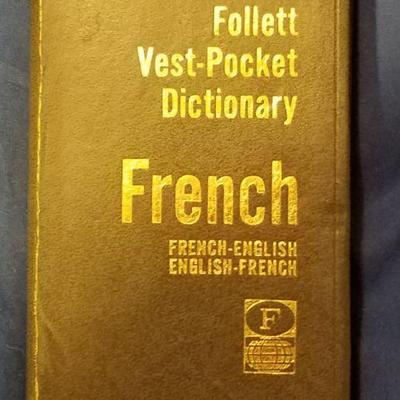 Follett
Vest-Pocket
Dictionary
French
FRENCH-ENGLISH
ENGLISH-FRENCH
F